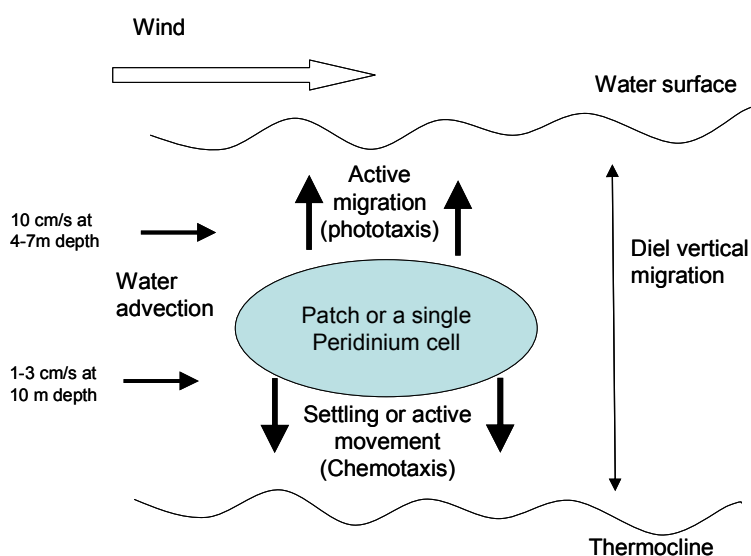 Wind
Water surface
Active
migration
(phototaxis)
10 cm/s at
4-7m depth
Diel vertical
migration
Water
advection
Patch or a single
Peridinium cell
1-3 cm/s at
10 m depth
Settling or active
movement
(Chemotaxis)
Thermocline